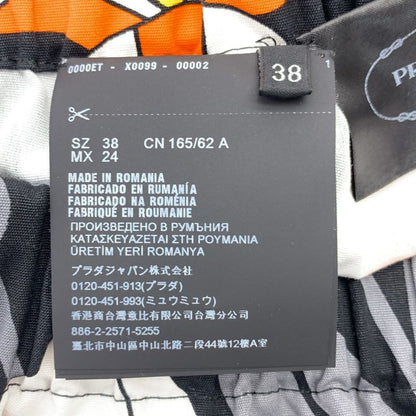 0000ET - X0099 - 00002
1
38
PR
SZ 38 CN 165/62 A
MX 24
MADE IN ROMANIA
FABRICADO EN RUMANÍA
FABRICADO NA ROMÉNIA
FABRIQUÉ EN ROUMANIE
ПРОИЗВЕДЕНО В РУМЪНИЯ
ΚΑΤΑΣΚΕΥΑΖΕΤΑΙ ΣΤΗ ΡΟΥΜΑΝΙΑ
ÜRETİM YERİ ROMANYA
プラダジャパン株式会社
0120-451-913(プラダ)
0120-451-993(ミュウミュウ)
香港商台灣意比有限公司台灣分公司
886-2-2571-5255
臺北市中山區中山北路二段44號12樓A室